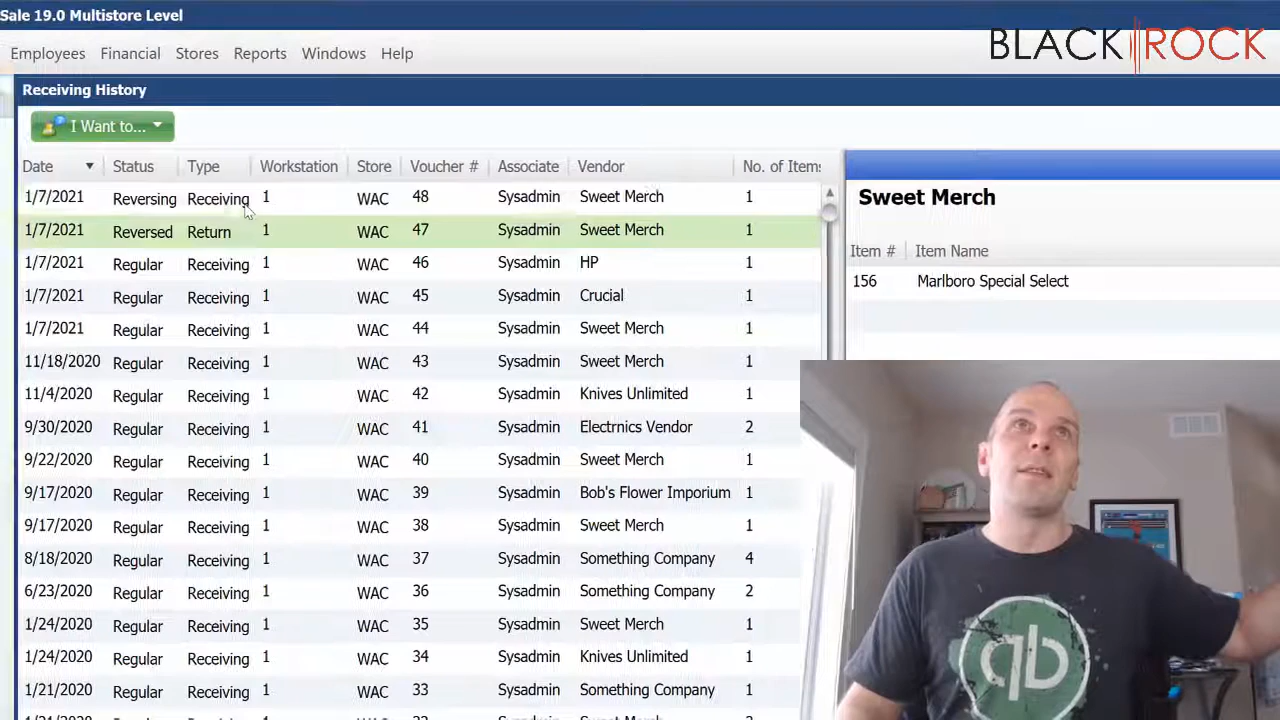 Sale 19.0 Multistore Level
BLACK ROCK
Employees Financial Stores Reports Windows Help
Receiving History
I Want to...
Date Status Type Workstation Store Voucher # Associate Vendor No. of Items
1/7/2021 Reversing Receiving 1 WAC 48 Sysadmin Sweet Merch 1
1/7/2021 Reversed Return 1 WAC 47 Sysadmin Sweet Merch 1
1/7/2021 Regular Receiving 1 WAC 46 Sysadmin HP 1
1/7/2021 Regular Receiving 1 WAC 45 Sysadmin Crucial 1
1/7/2021 Regular Receiving 1 WAC 44 Sysadmin Sweet Merch 1
11/18/2020 Regular Receiving 1 WAC 43 Sysadmin Sweet Merch 1
11/4/2020 Regular Receiving 1 WAC 42 Sysadmin Knives Unlimited 1
9/30/2020 Regular Receiving 1 WAC 41 Sysadmin Electrnics Vendor 2
9/22/2020 Regular Receiving 1 WAC 40 Sysadmin Sweet Merch 1
9/17/2020 Regular Receiving 1 WAC 39 Sysadmin Bob's Flower Imporium 1
9/17/2020 Regular Receiving 1 WAC 38 Sysadmin Sweet Merch 1
8/18/2020 Regular Receiving 1 WAC 37 Sysadmin Something Company 4
6/23/2020 Regular Receiving 1 WAC 36 Sysadmin Something Company 2
1/24/2020 Regular Receiving 1 WAC 35 Sysadmin Sweet Merch 1
1/24/2020 Regular Receiving 1 WAC 34 Sysadmin Knives Unlimited 1
1/21/2020 Regular Receiving 1 WAC 33 Sysadmin Something Company 1
Sweet Merch
Item # Item Name
156 Marlboro Special Select
qb